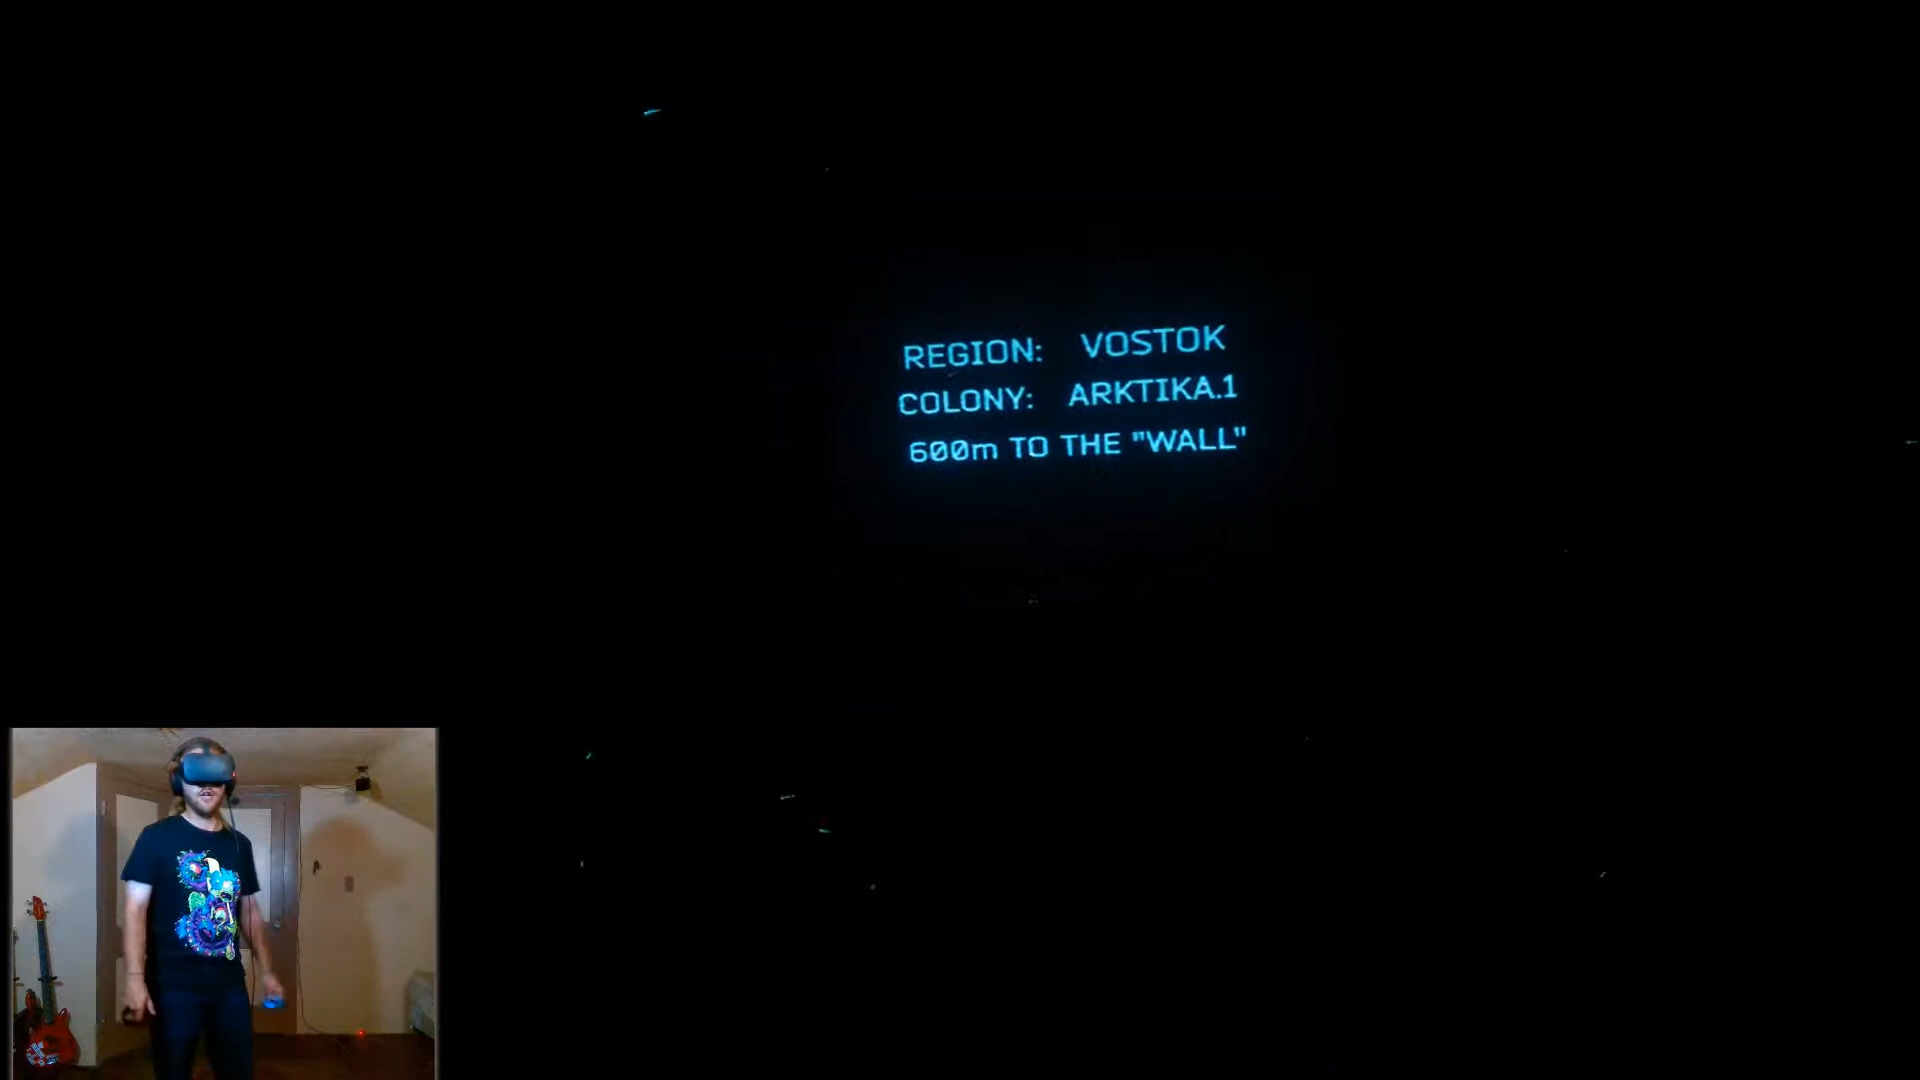 REGION: VOSTOK
COLONY: ARKTIKA.1
600m TO THE "WALL"